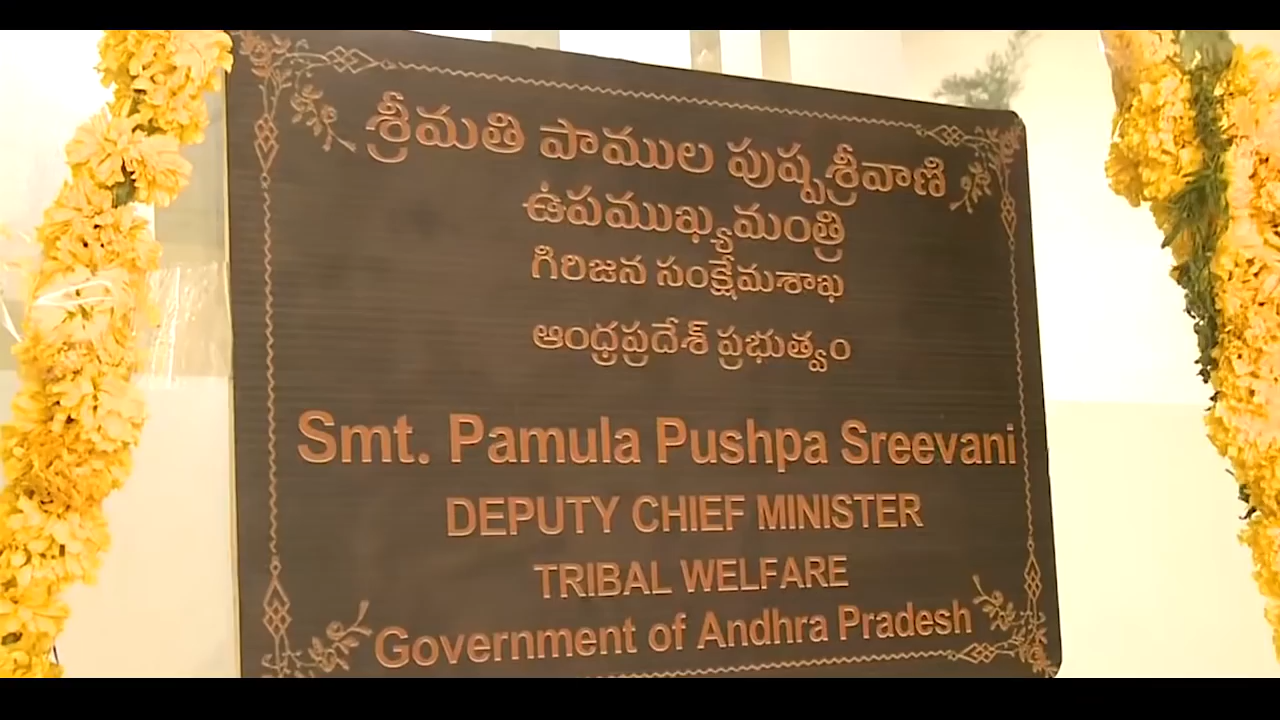 శ్రీమతి పాముల పుష్పశ్రీవాణి
ఉపముఖ్యమంత్రి
గిరిజన సంక్షేమశాఖ
ఆంధ్రప్రదేశ్ ప్రభుత్వం
Smt. Pamula Pushpa Sreevani
DEPUTY CHIEF MINISTER
TRIBAL WELFARE
Government of Andhra Pradesh